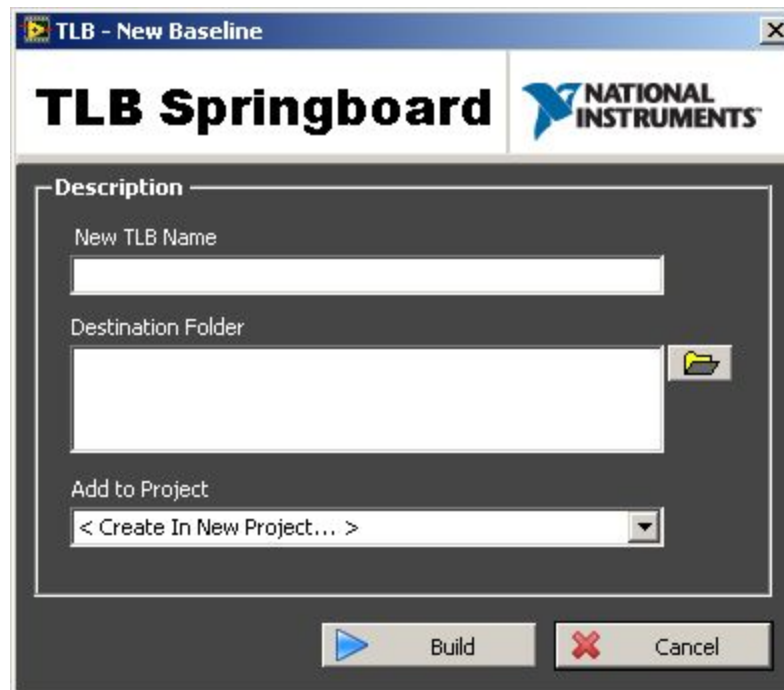 TLB - New Baseline
TLB Springboard
NATIONAL
INSTRUMENTS™
Description
New TLB Name
Destination Folder
Add to Project
< Create In New Project... >
Build
Cancel